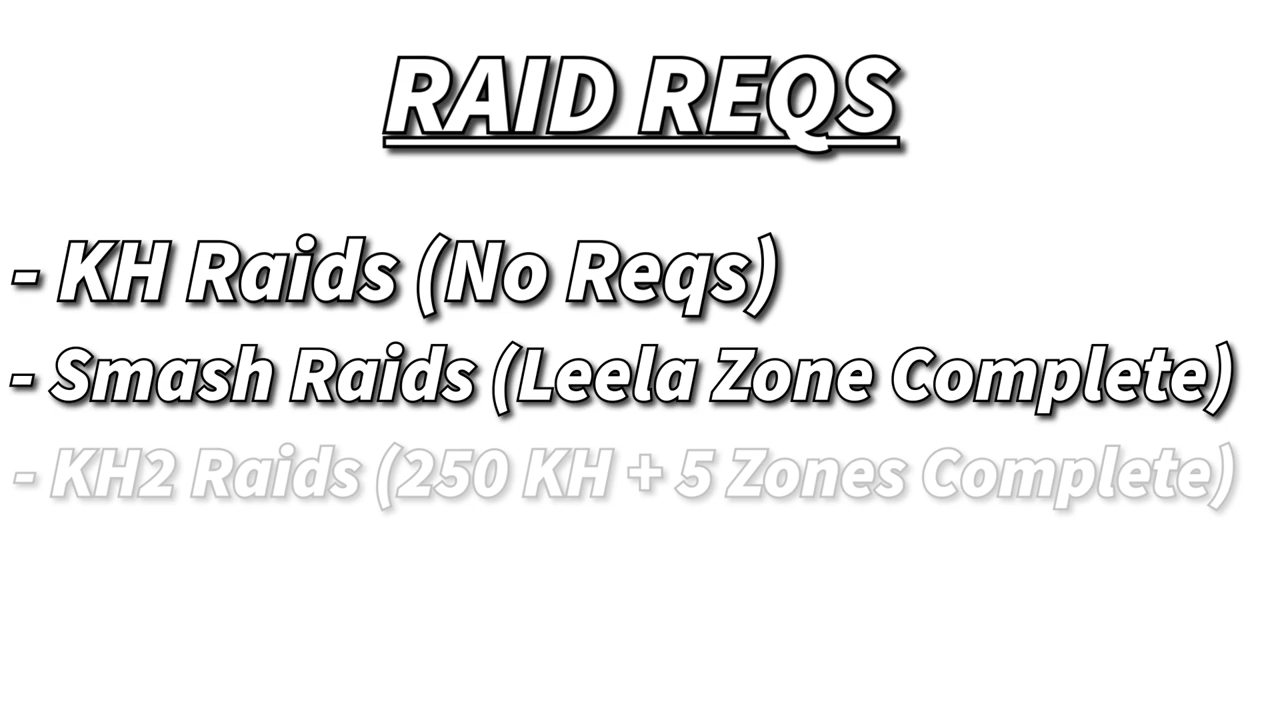 RAID REQS
- KH Raids (No Reqs)
- Smash Raids (Leela Zone Complete)
- KH2 Raids (250 KH + 5 Zones Complete)